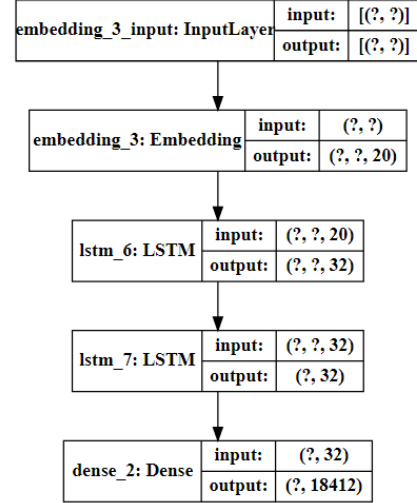 embedding_3_input: InputLayer input: [(?, ?)]
output: [(?, ?)]
embedding_3: Embedding input: (?, ?)
output: (?, ?, 20)
lstm_6: LSTM input: (?, ?, 20)
output: (?, ?, 32)
lstm_7: LSTM input: (?, ?, 32)
output: (?, 32)
dense_2: Dense input: (?, 32)
output: (?, 18412)